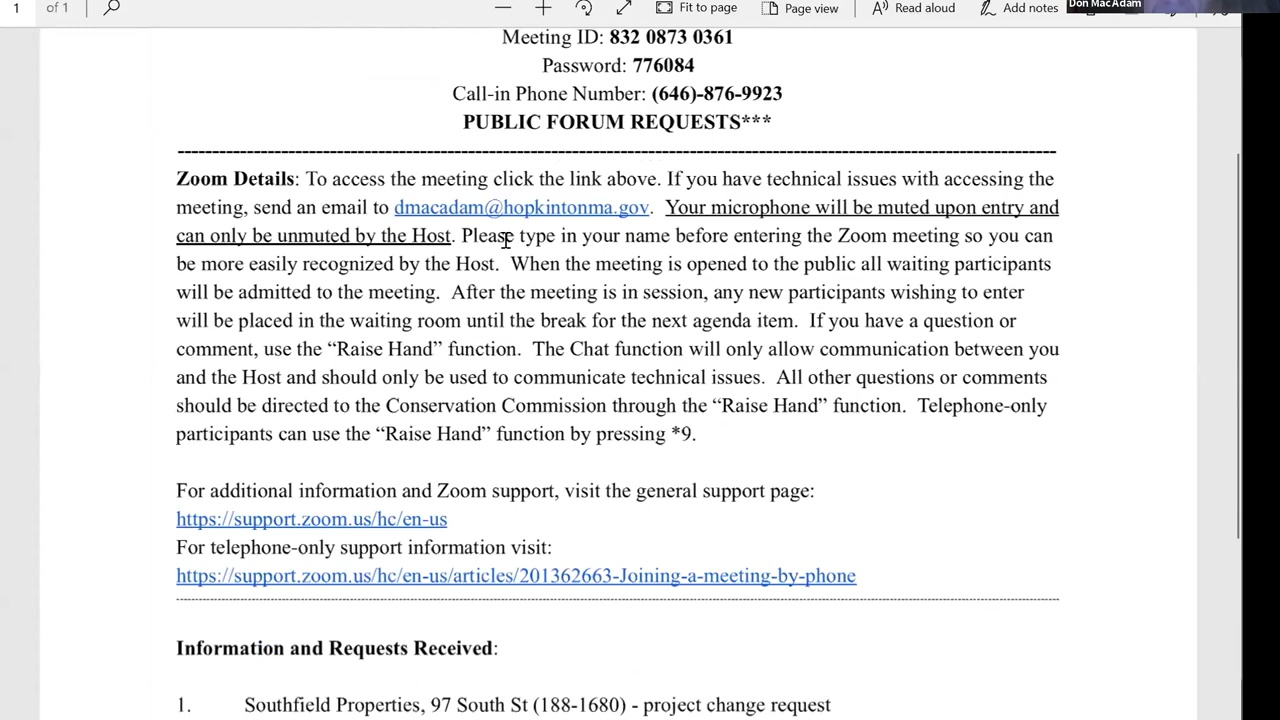 1 of 1 Fit to page Page view Read aloud Add notes Don MacAdam
Meeting ID: 832 0873 0361
Password: 776084
Call-in Phone Number: (646)-876-9923
PUBLIC FORUM REQUESTS***
Zoom Details: To access the meeting click the link above. If you have technical issues with accessing the
meeting, send an email to dmacadam@hopkintonma.gov. Your microphone will be muted upon entry and
can only be unmuted by the Host. Please type in your name before entering the Zoom meeting so you can
be more easily recognized by the Host. When the meeting is opened to the public all waiting participants
will be admitted to the meeting. After the meeting is in session, any new participants wishing to enter
will be placed in the waiting room until the break for the next agenda item. If you have a question or
comment, use the “Raise Hand” function. The Chat function will only allow communication between you
and the Host and should only be used to communicate technical issues. All other questions or comments
should be directed to the Conservation Commission through the “Raise Hand” function. Telephone-only
participants can use the “Raise Hand” function by pressing *9.
For additional information and Zoom support, visit the general support page:
https://support.zoom.us/hc/en-us
For telephone-only support information visit:
https://support.zoom.us/hc/en-us/articles/201362663-Joining-a-meeting-by-phone
Information and Requests Received:
1. Southfield Properties, 97 South St (188-1680) - project change request